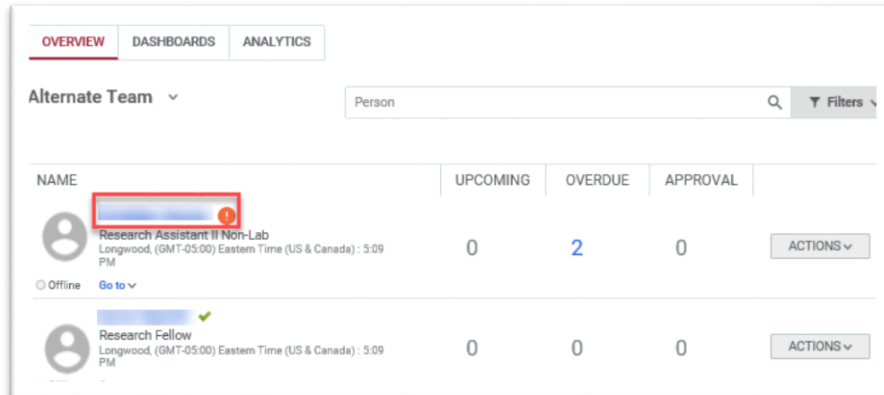 OVERVIEW DASHBOARDS ANALYTICS
Alternate Team Person Filters
NAME UPCOMING OVERDUE APPROVAL
Research Assistant II Non-Lab
Longwood, (GMT-05:00) Eastern Time (US & Canada) : 5:09
PM
0 2 0 ACTIONS
Offline Go to
Research Fellow
Longwood, (GMT-05:00) Eastern Time (US & Canada) : 5:09
PM
0 0 0 ACTIONS